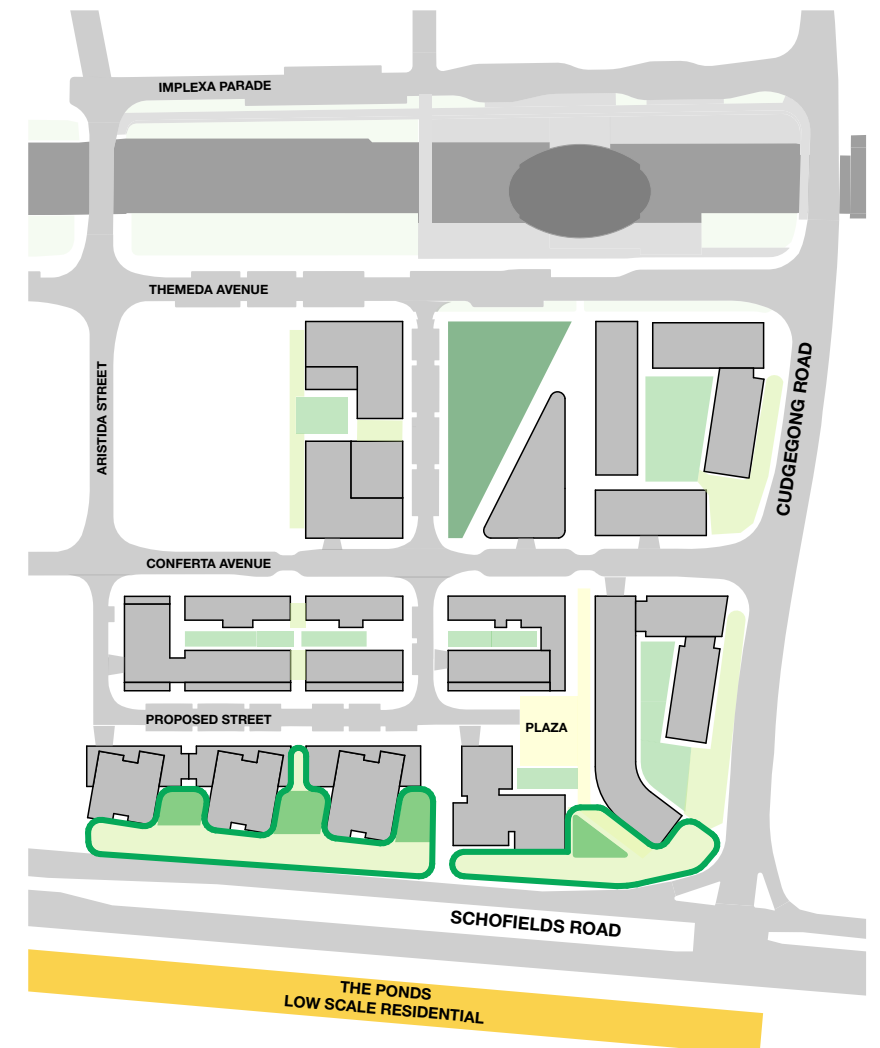 IMPLEXA PARADE
THEMEDA AVENUE
ARISTIDA STREET
CUDGEGONG ROAD
CONFERTA AVENUE
PROPOSED STREET
PLAZA
SCHOFIELDS ROAD
THE PONDS
LOW SCALE RESIDENTIAL